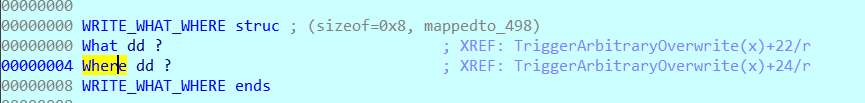 00000000
00000000 WRITE_WHAT_WHERE struc ; (sizeof=0x8, mappedto_498)
00000000 What dd ? ; XREF: TriggerArbitraryOverwrite(x)+22/r
00000004 Where dd ? ; XREF: TriggerArbitraryOverwrite(x)+24/r
00000008 WRITE_WHAT_WHERE ends